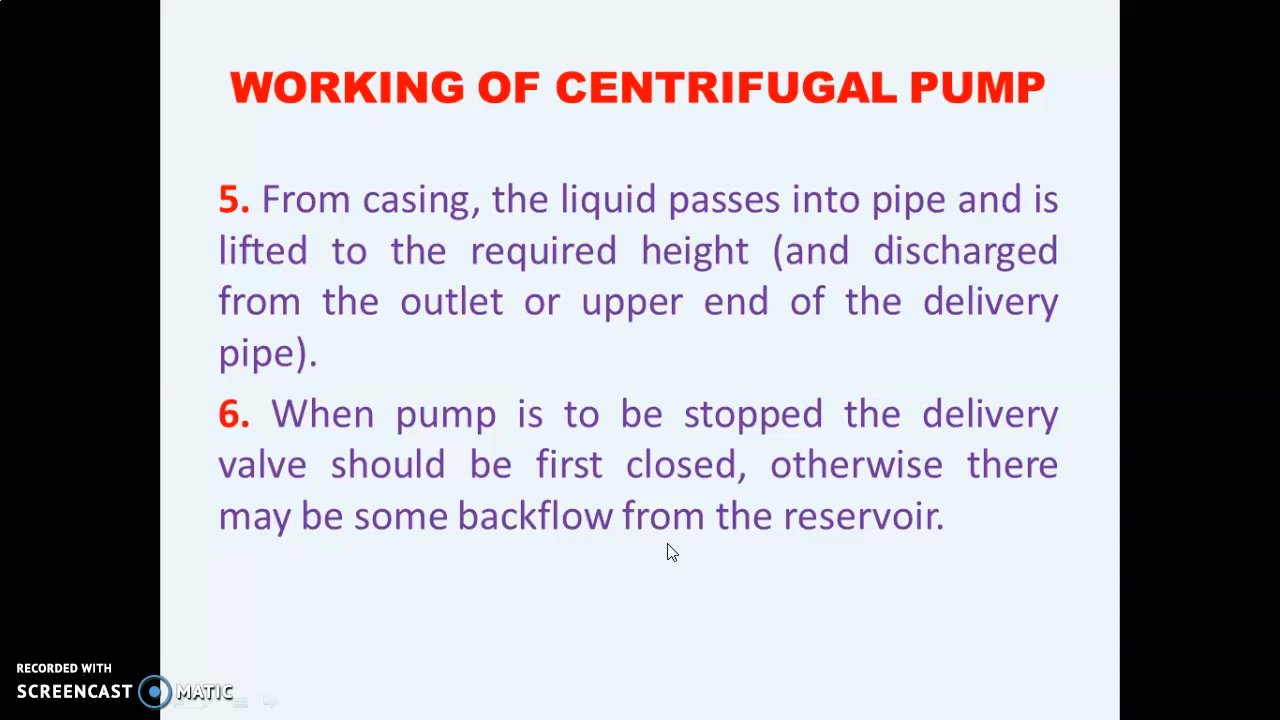 WORKING OF CENTRIFUGAL PUMP
5. From casing, the liquid passes into pipe and is
lifted to the required height (and discharged
from the outlet or upper end of the delivery
pipe).
6. When pump is to be stopped the delivery
valve should be first closed, otherwise there
may be some backflow from the reservoir.
RECORDED WITH
SCREENCAST MATIC